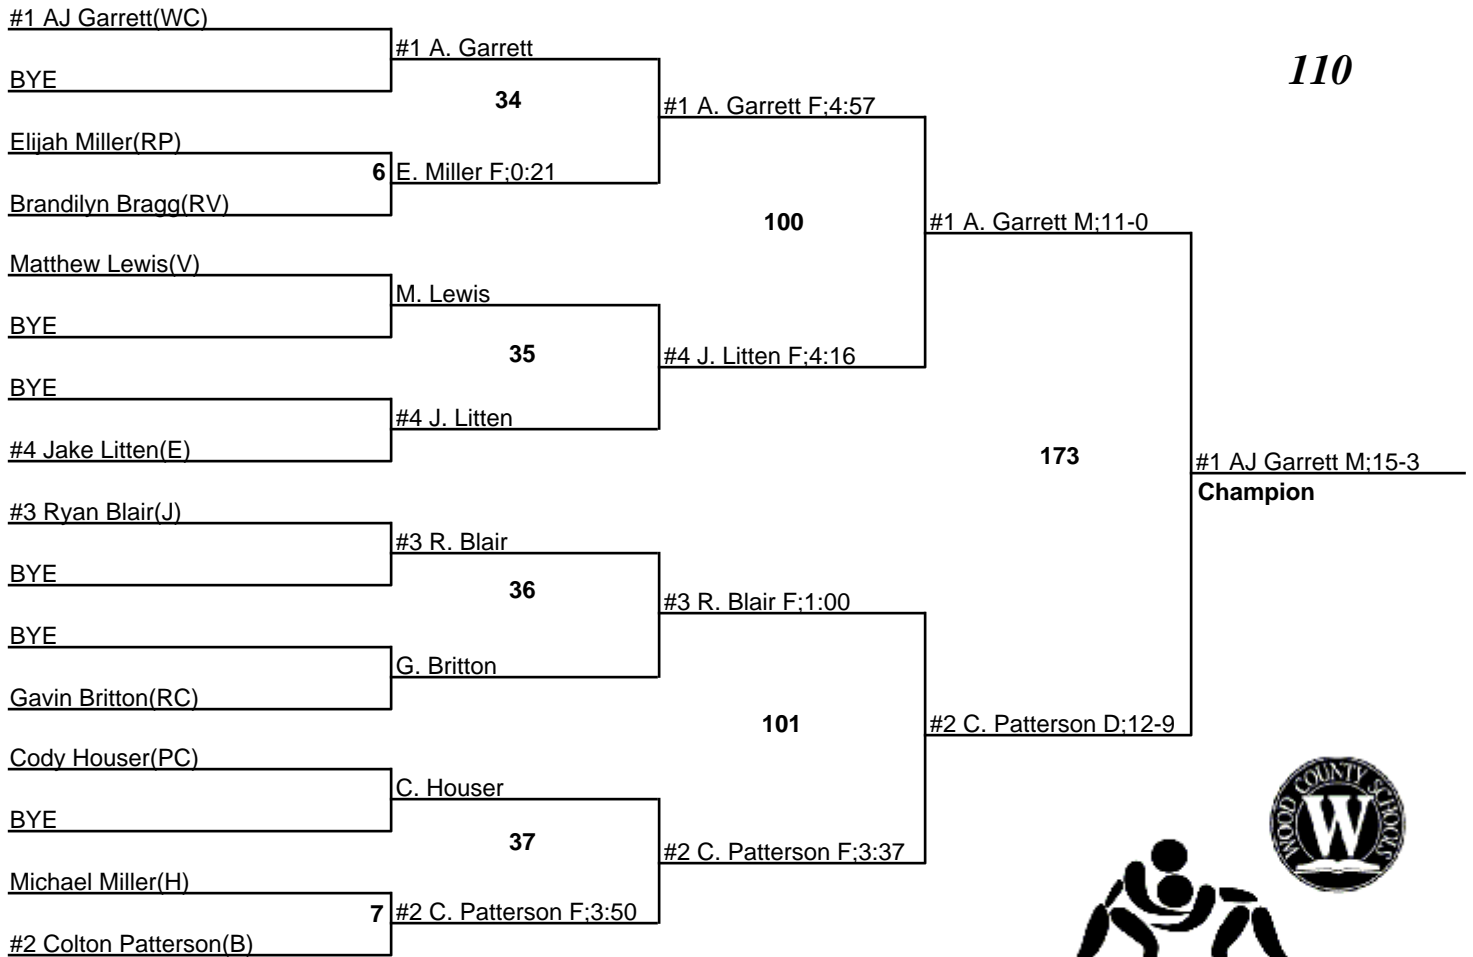 #1 AJ Garrett(WC)
#1 A. Garrett
110
BYE
34
#1 A. Garrett F;4:57
Elijah Miller(RP)
6
E. Miller F;0:21
Brandilyn Bragg(RV)
100
#1 A. Garrett M;11-0
Matthew Lewis(V)
M. Lewis
BYE
35
#4 J. Litten F;4:16
BYE
#4 J. Litten
#4 Jake Litten(E)
173
#1 AJ Garrett M;15-3
Champion
#3 Ryan Blair(J)
#3 R. Blair
BYE
36
#3 R. Blair F;1:00
BYE
G. Britton
Gavin Britton(RC)
101
#2 C. Patterson D;12-9
Cody Houser(PC)
C. Houser
BYE
37
#2 C. Patterson F;3:37
Michael Miller(H)
7
#2 C. Patterson F;3:50
#2 Colton Patterson(B)
WOOD COUNTY SCHOOLS
W